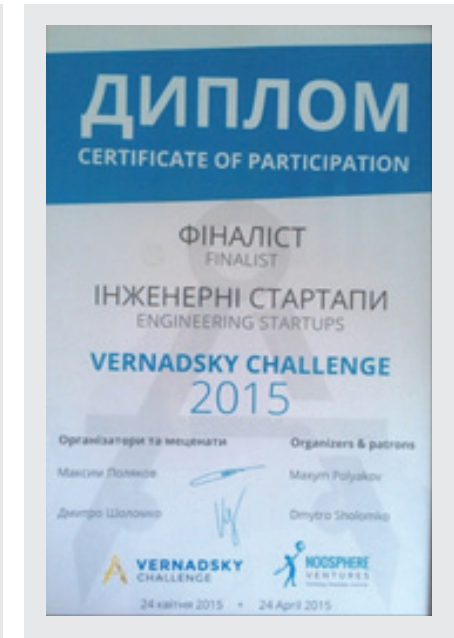 ДИПЛОМ
CERTIFICATE OF PARTICIPATION
ФІНАЛІСТ
FINALIST
ІНЖЕНЕРНІ СТАРТАПИ
ENGINEERING STARTUPS
VERNADSKY CHALLENGE
2015
Організатори та меценати Organizers & patrons
Максим Поляков Maxym Polyakov
Дмитро Шоломко Dmytro Sholomko
VERNADSKY
CHALLENGE
NOOSPHERE
VENTURES
24 квітня 2015 • 24 April 2015